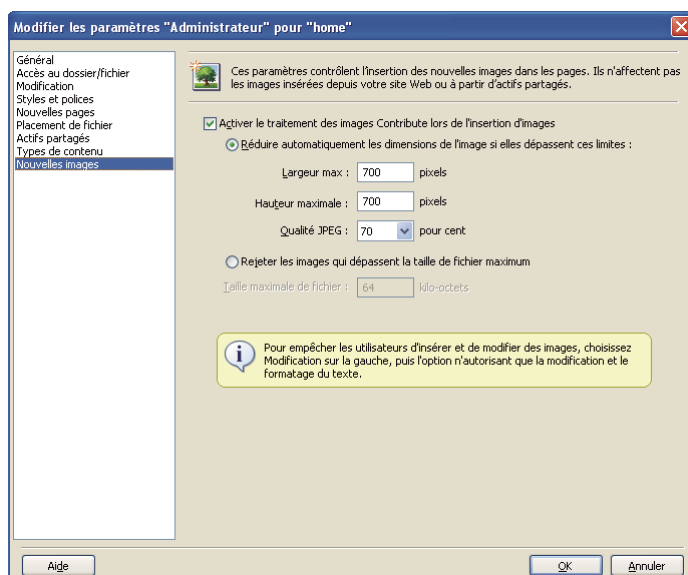 Modifier les paramètres "Administrateur" pour "home"
Général
Accès au dossier/fichier
Modification
Styles et polices
Nouvelles pages
Placement de fichier
Actifs partagés
Types de contenu
Nouvelles images
Ces paramètres contrôlent l'insertion des nouvelles images dans les pages. Ils n'affectent pas
les images insérées depuis votre site Web ou à partir d'actifs partagés.
Activer le traitement des images Contribute lors de l'insertion d'images
Réduire automatiquement les dimensions de l'image si elles dépassent ces limites :
Largeur max : 700 pixels
Hauteur maximale : 700 pixels
Qualité JPEG : 70 pour cent
Rejeter les images qui dépassent la taille de fichier maximum
Taille maximale de fichier : 64 kilo-octets
Pour empêcher les utilisateurs d'insérer et de modifier des images, choisissez
Modification sur la gauche, puis l'option n'autorisant que la modification et le
formatage du texte.
Aide OK Annuler